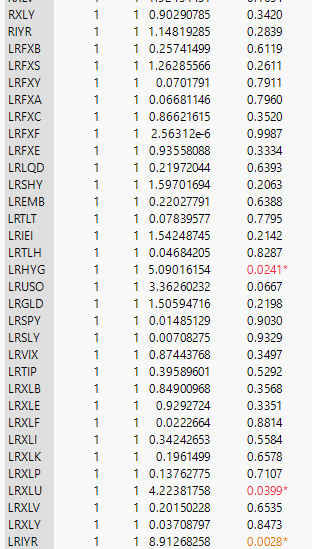 RXLY 1 1 0.90290785 0.3420
RIYR 1 1 1.14819285 0.2839
LRFXB 1 1 0.25741499 0.6119
LRFXS 1 1 1.26285566 0.2611
LRFXY 1 1 0.0701791 0.7911
LRFXA 1 1 0.06681146 0.7960
LRFXC 1 1 0.86621615 0.3520
LRFXF 1 1 2.56312e-6 0.9987
LRFXE 1 1 0.93558088 0.3334
LRLQD 1 1 0.21972044 0.6393
LRSHY 1 1 1.59701694 0.2063
LREMB 1 1 0.22027791 0.6388
LRTLT 1 1 0.07839577 0.7795
LRIEI 1 1 1.54248745 0.2142
LRTLH 1 1 0.04684205 0.8287
LRHYG 1 1 5.09016154 0.0241*
LRUSO 1 1 3.36260232 0.0667
LRGLD 1 1 1.50594716 0.2198
LRSPY 1 1 0.01485129 0.9030
LRSLY 1 1 0.00708275 0.9329
LRVIX 1 1 0.87443768 0.3497
LRTIP 1 1 0.39589601 0.5292
LRXLB 1 1 0.84900968 0.3568
LRXLE 1 1 0.9292724 0.3351
LRXLF 1 1 0.0222664 0.8814
LRXLI 1 1 0.34242653 0.5584
LRXLK 1 1 0.1961499 0.6578
LRXLP 1 1 0.13762775 0.7107
LRXLU 1 1 4.22381758 0.0399*
LRXLV 1 1 0.20150228 0.6535
LRXLY 1 1 0.03708797 0.8473
LRIYR 1 1 8.91268258 0.0028*